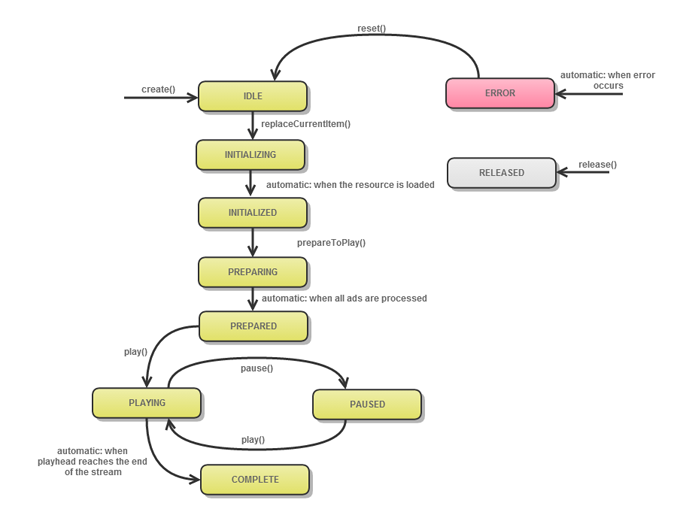 reset()
create()
IDLE
ERROR
automatic: when error
occurs
replaceCurrentItem()
INITIALIZING
RELEASED
release()
automatic: when the resource is loaded
INITIALIZED
prepareToPlay()
PREPARING
automatic: when all ads are processed
PREPARED
play()
pause()
PLAYING
PAUSED
play()
automatic: when
playhead reaches the end
of the stream
COMPLETE